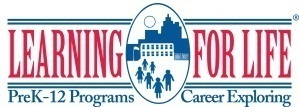 LEARNING FOR LIFE®
PreK-12 Programs Career Exploring